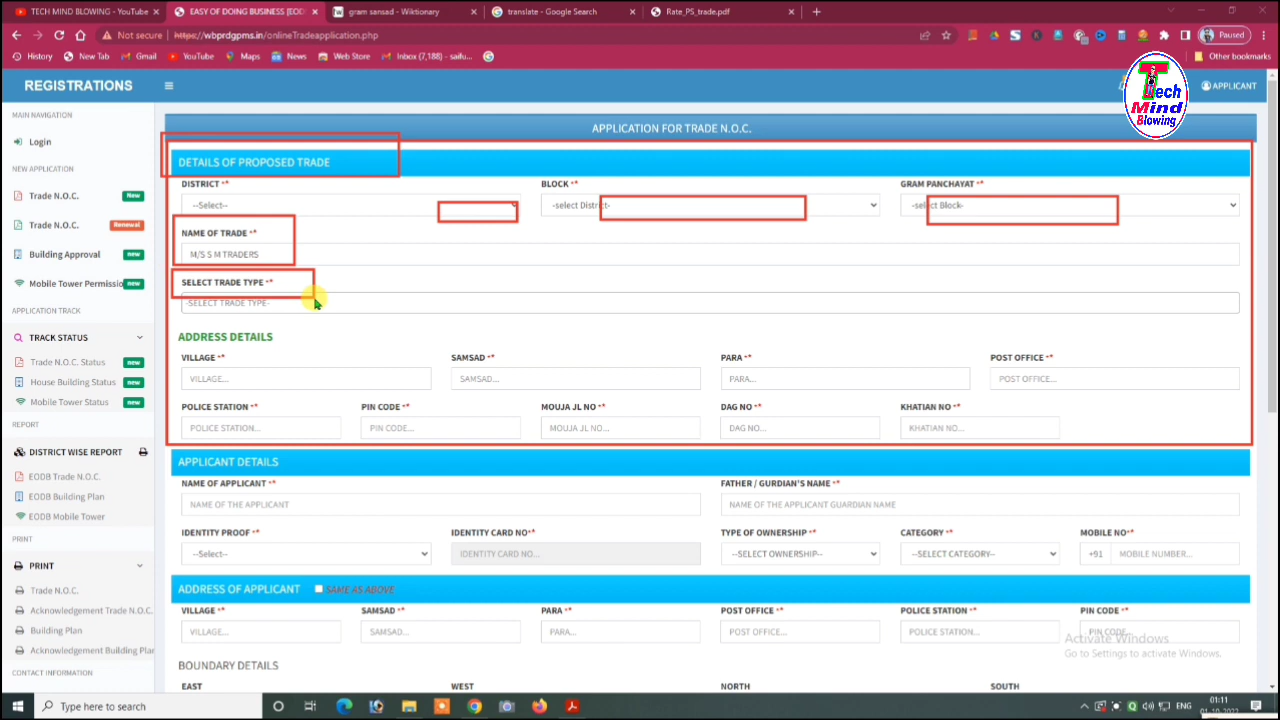 TECH MIND BLOWING - YouTube
EASY OF DOING BUSINESS [EOD
gram sansad - Wiktionary
translate - Google Search
Rate_PS_trade.pdf
Not secure
https://wbprdgpms.in/onlineTradeapplication.php
Paused
History
New Tab
Gmail
YouTube
Maps
News
Web Store
Inbox (7,188) - saifu...
Other bookmarks
REGISTRATIONS
APPLICANT
Tech
Mind
Blowing
MAIN NAVIGATION
Login
NEW APPLICATION
Trade N.O.C. New
Trade N.O.C. Renewal
Building Approval new
Mobile Tower Permissio new
APPLICATION TRACK
TRACK STATUS
Trade N.O.C. Status new
House Building Status new
Mobile Tower Status new
REPORT
DISTRICT WISE REPORT
EODB Trade N.O.C.
EODB Building Plan
EODB Mobile Tower
PRINT
PRINT
Trade N.O.C.
Acknowledgement Trade N.O.C.
Building Plan
Acknowledgement Building Plan
CONTACT INFORMATION
APPLICATION FOR TRADE N.O.C.
DETAILS OF PROPOSED TRADE
DISTRICT ** BLOCK ** GRAM PANCHAYAT **
--Select-- -select District- -select Block-
NAME OF TRADE **
M/S S M TRADERS
SELECT TRADE TYPE **
-SELECT TRADE TYPE-
ADDRESS DETAILS
VILLAGE ** SAMSAD ** PARA ** POST OFFICE **
VILLAGE... SAMSAD... PARA... POST OFFICE...
POLICE STATION ** PIN CODE ** MOUJA JL NO ** DAG NO ** KHATIAN NO **
POLICE STATION... PIN CODE... MOUJA JL NO... DAG NO... KHATIAN NO...
APPLICANT DETAILS
NAME OF APPLICANT ** FATHER / GURDIAN'S NAME **
NAME OF THE APPLICANT NAME OF THE APPLICANT GUARDIAN NAME
IDENTITY PROOF ** IDENTITY CARD NO** TYPE OF OWNERSHIP ** CATEGORY ** MOBILE NO**
--Select-- IDENTITY CARD NO... --SELECT OWNERSHIP-- --SELECT CATEGORY-- +91 MOBILE NUMBER...
ADDRESS OF APPLICANT SAME AS ABOVE
VILLAGE ** SAMSAD ** PARA ** POST OFFICE ** POLICE STATION ** PIN CODE **
VILLAGE... SAMSAD... PARA... POST OFFICE... POLICE STATION... PIN CODE...
Activate Windows
Go to Settings to activate Windows.
BOUNDARY DETAILS
EAST WEST NORTH SOUTH
Type here to search
ENG
01:11
01-10-2022